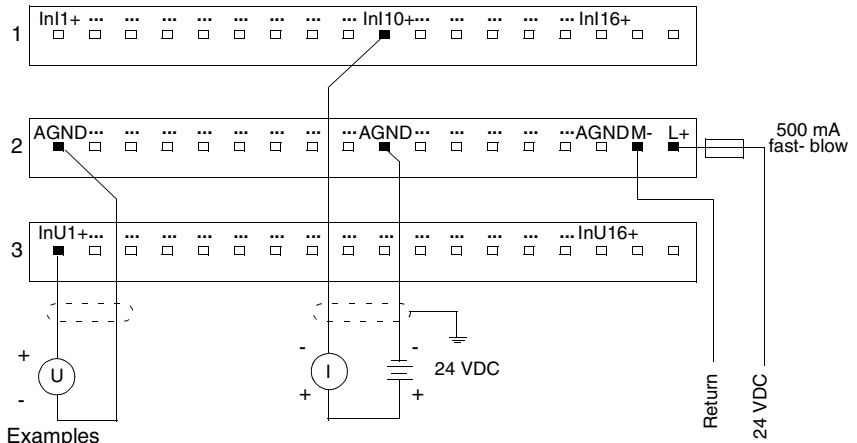 InI1+ ... ... ... ... ... ... ... ... InI10+... ... ... ... ... InI16+
1
AGND... ... ... ... ... ... ... ... AGND... ... ... ... ... AGND M- L+
2
500 mA
fast- blow
InU1+... ... ... ... ... ... ... ... ... ... ... ... ... ... InU16+
3
+
U
-
-
I
+
-
24 VDC
+
Return
24 VDC
Examples